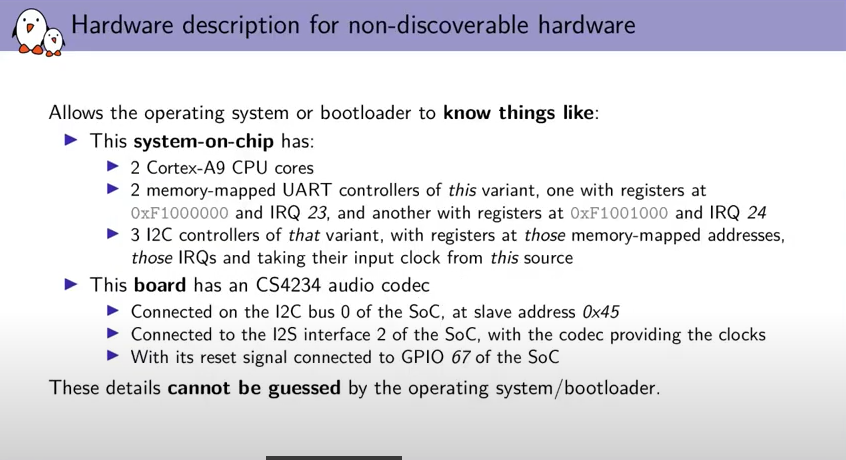 Hardware description for non-discoverable hardware
Allows the operating system or bootloader to know things like:
This system-on-chip has:
2 Cortex-A9 CPU cores
2 memory-mapped UART controllers of this variant, one with registers at
0xF1000000 and IRQ 23, and another with registers at 0xF1001000 and IRQ 24
3 I2C controllers of that variant, with registers at those memory-mapped addresses,
those IRQs and taking their input clock from this source
This board has an CS4234 audio codec
Connected on the I2C bus 0 of the SoC, at slave address 0x45
Connected to the I2S interface 2 of the SoC, with the codec providing the clocks
With its reset signal connected to GPIO 67 of the SoC
These details cannot be guessed by the operating system/bootloader.